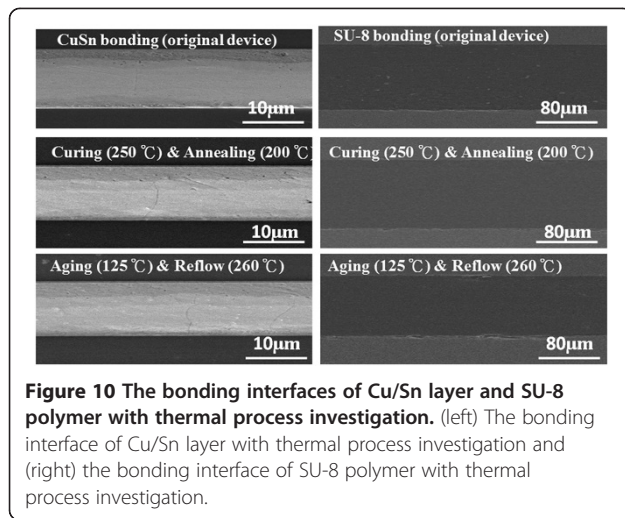 CuSn bonding (original device)
10μm
SU-8 bonding (original device)
80μm
Curing (250 ℃) & Annealing (200 ℃)
10μm
Curing (250 ℃) & Annealing (200 ℃)
80μm
Aging (125 ℃) & Reflow (260 ℃)
10μm
Aging (125 ℃) & Reflow (260 ℃)
80μm
Figure 10 The bonding interfaces of Cu/Sn layer and SU-8
polymer with thermal process investigation. (left) The bonding
interface of Cu/Sn layer with thermal process investigation and
(right) the bonding interface of SU-8 polymer with thermal
process investigation.